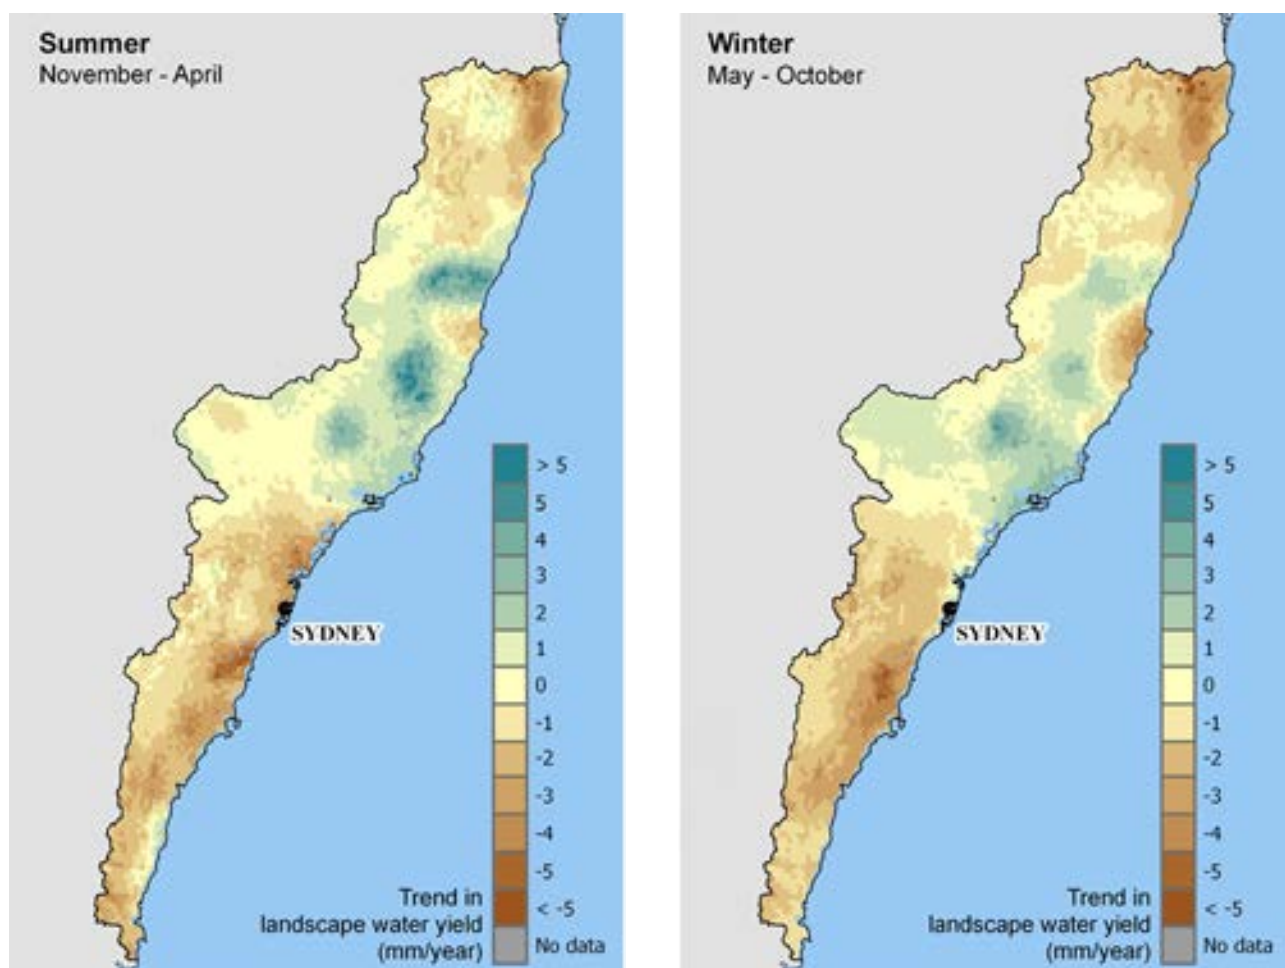 Summer
November - April
SYDNEY
> 5
5
4
3
2
1
0
-1
-2
-3
-4
-5
< -5
No data
Trend in
landscape water yield
(mm/year)
Winter
May - October
SYDNEY
> 5
5
4
3
2
1
0
-1
-2
-3
-4
-5
< -5
No data
Trend in
landscape water yield
(mm/year)